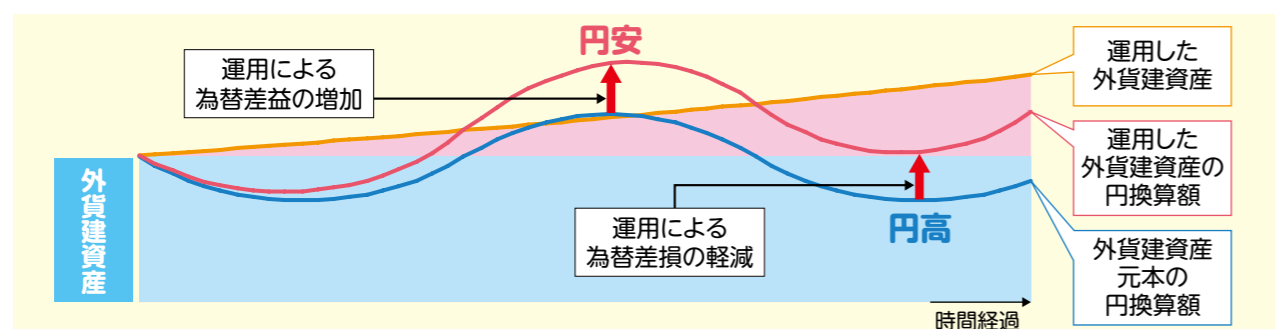 円安
運用による
為替差益の増加
運用した
外貨建資産
運用した
外貨建資産の
円換算額
外貨建資産
運用による
為替差損の軽減
円高
外貨建資産
元本の
円換算額
時間経過